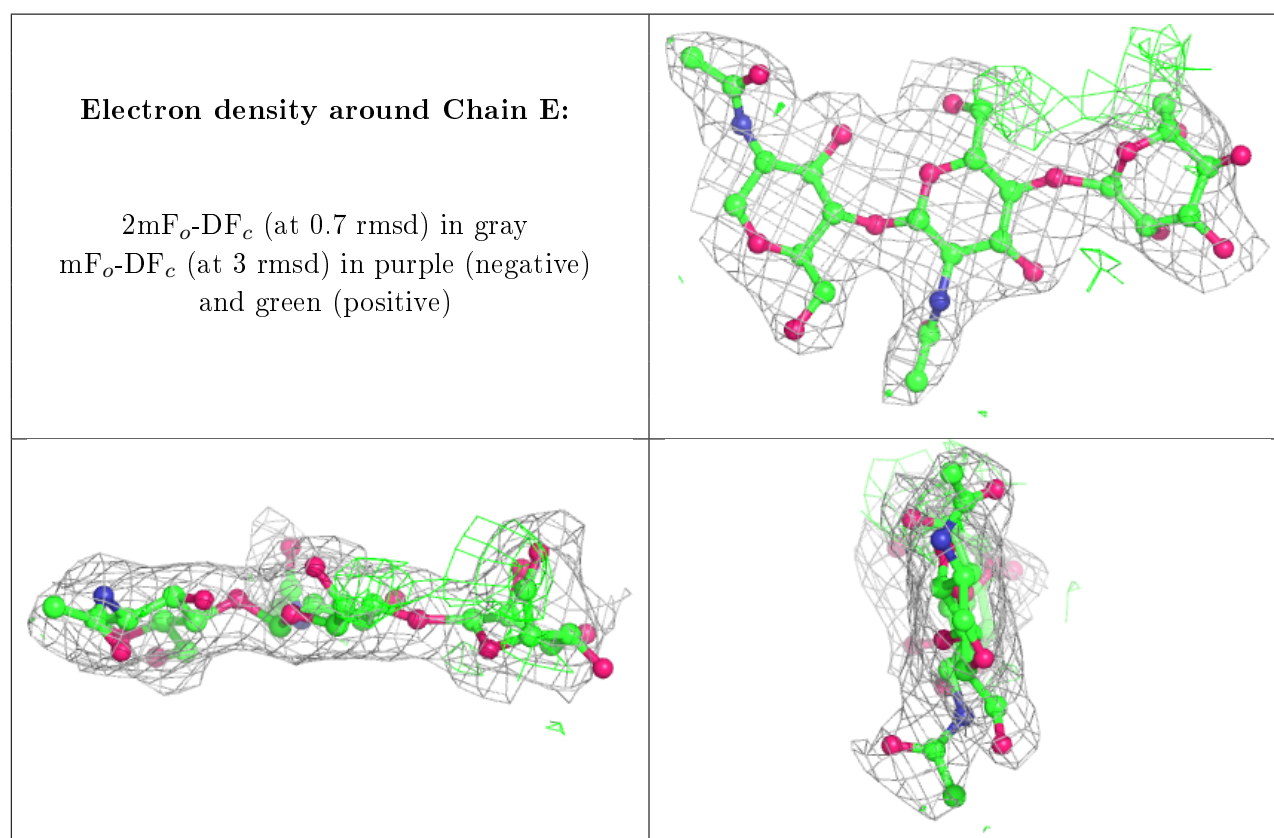 Electron density around Chain E:
2mFo-DFc (at 0.7 rmsd) in gray
mFo-DFc (at 3 rmsd) in purple (negative)
and green (positive)